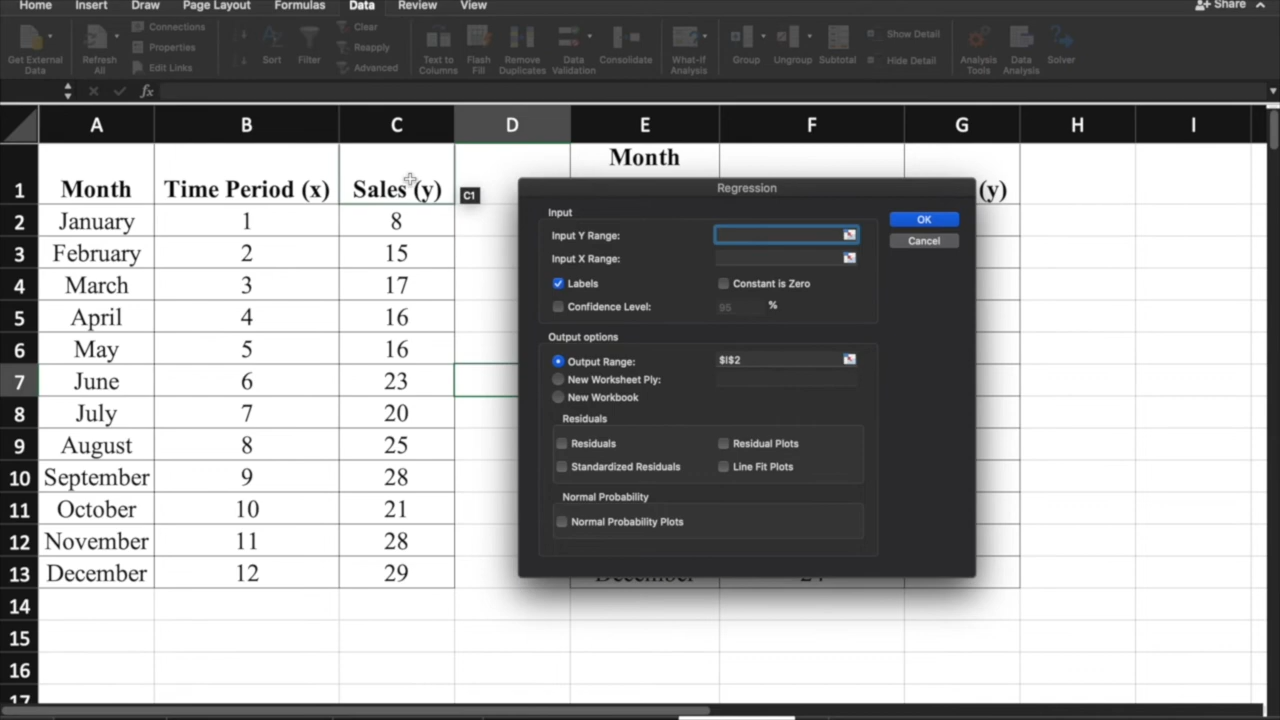 Home Insert Draw Page Layout Formulas Data Review View Share
Get External Data
Refresh All
Connections
Properties
Edit Links
Sort
Filter
Clear
Reapply
Advanced
Text to Columns
Flash Fill
Remove Duplicates
Data Validation
Consolidate
What-If Analysis
Group
Ungroup
Subtotal
Show Detail
Hide Detail
Analysis Tools
Data Analysis
Solver
fx
A B C D E F G H I
Month
1 Month Time Period (x) Sales (y) (y)
C1
2 January 1 8
3 February 2 15
4 March 3 17
5 April 4 16
6 May 5 16
7 June 6 23
8 July 7 20
9 August 8 25
10 September 9 28
11 October 10 21
12 November 11 28
13 December 12 29 December 24
14
15
16
17
Regression
Input
Input Y Range:
Input X Range:
Labels Constant is Zero
Confidence Level: 95 %
OK
Cancel
Output options
Output Range: $I$2
New Worksheet Ply:
New Workbook
Residuals
Residuals Residual Plots
Standardized Residuals Line Fit Plots
Normal Probability
Normal Probability Plots